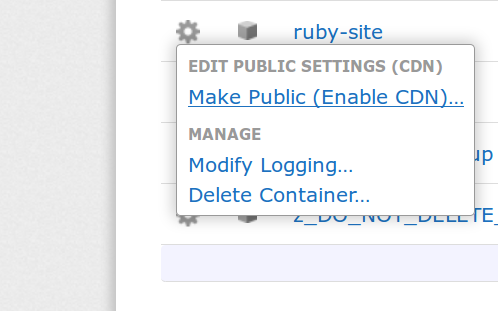 ruby-site
EDIT PUBLIC SETTINGS (CDN)
Make Public (Enable CDN)...
MANAGE
up
Modify Logging...
Delete Container...
z_DO_NOT_DELETE_